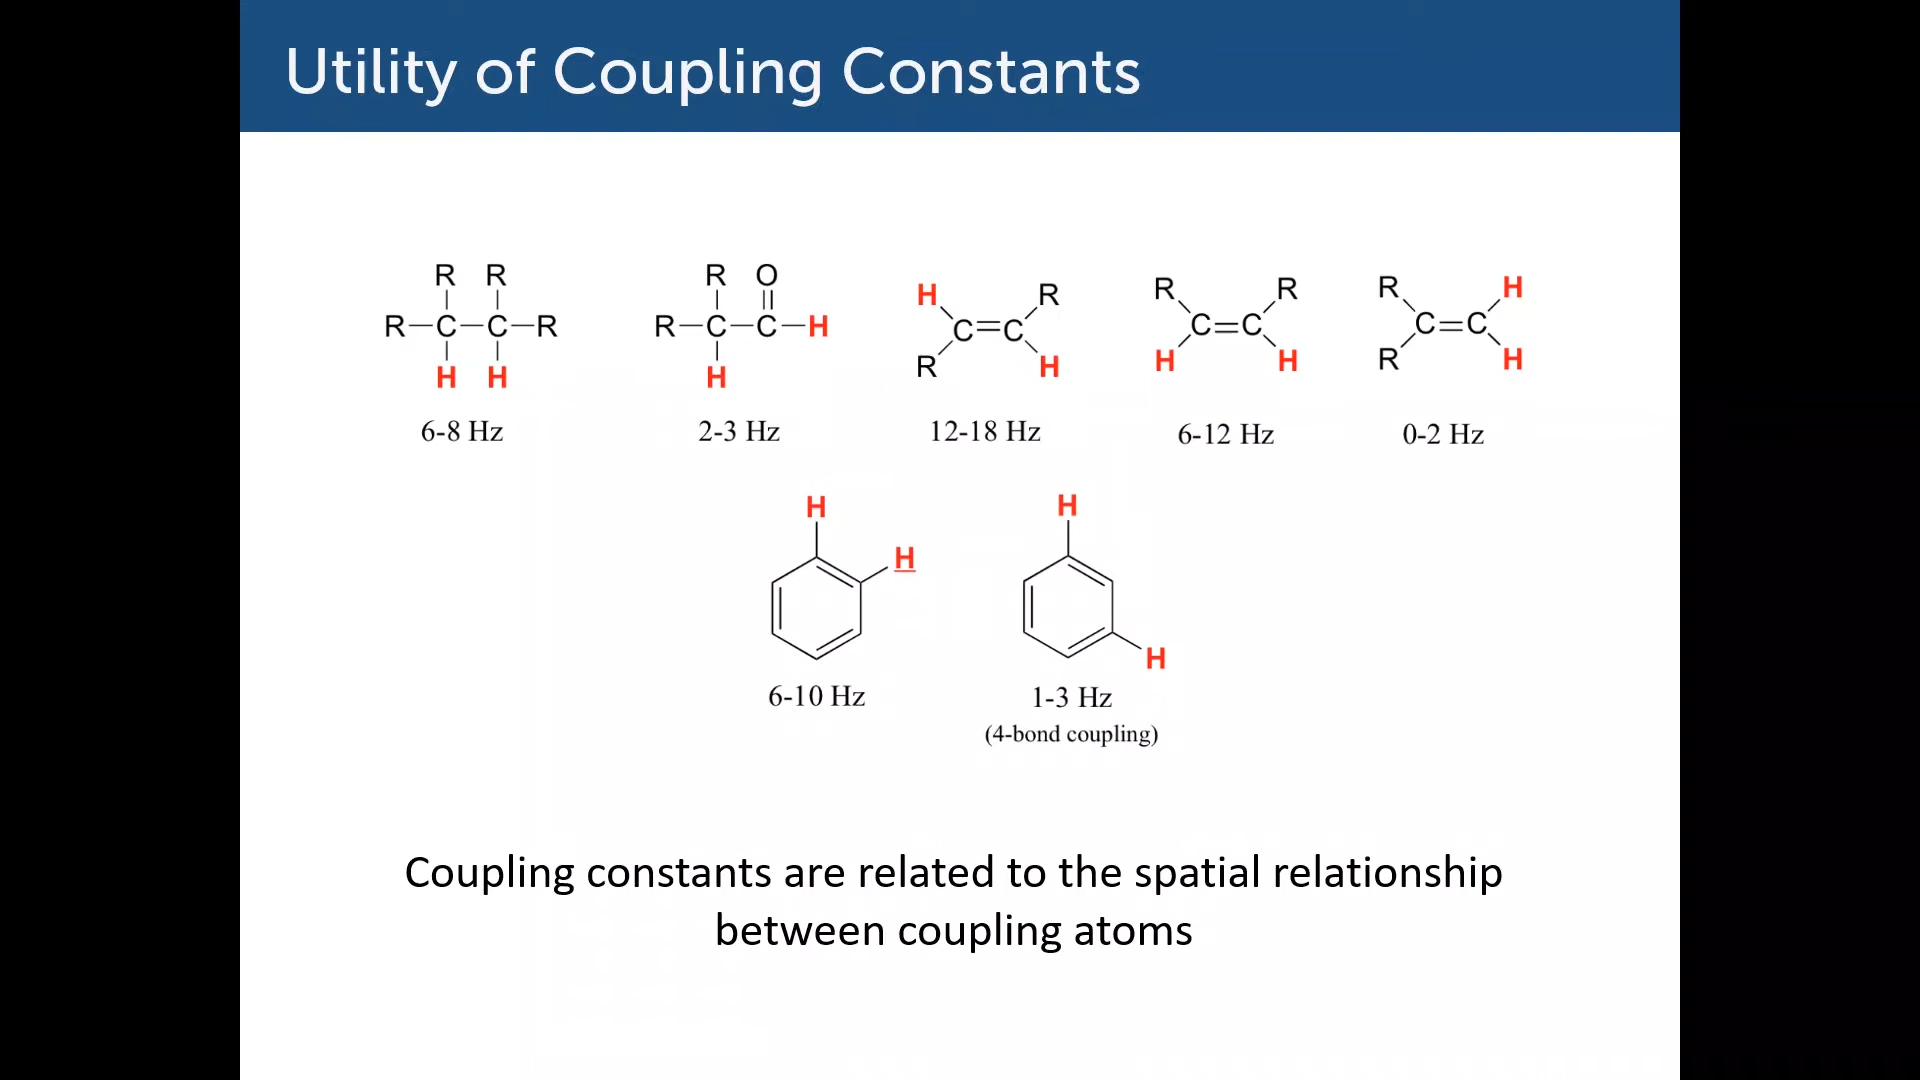 Utility of Coupling Constants
R R
R–C–C–R
H H
6-8 Hz
R O
R–C–C–H
H
2-3 Hz
H R
C=C
R H
12-18 Hz
R R
C=C
H H
6-12 Hz
R H
C=C
R H
0-2 Hz
H
H
6-10 Hz
H
H
1-3 Hz
(4-bond coupling)
Coupling constants are related to the spatial relationship
between coupling atoms